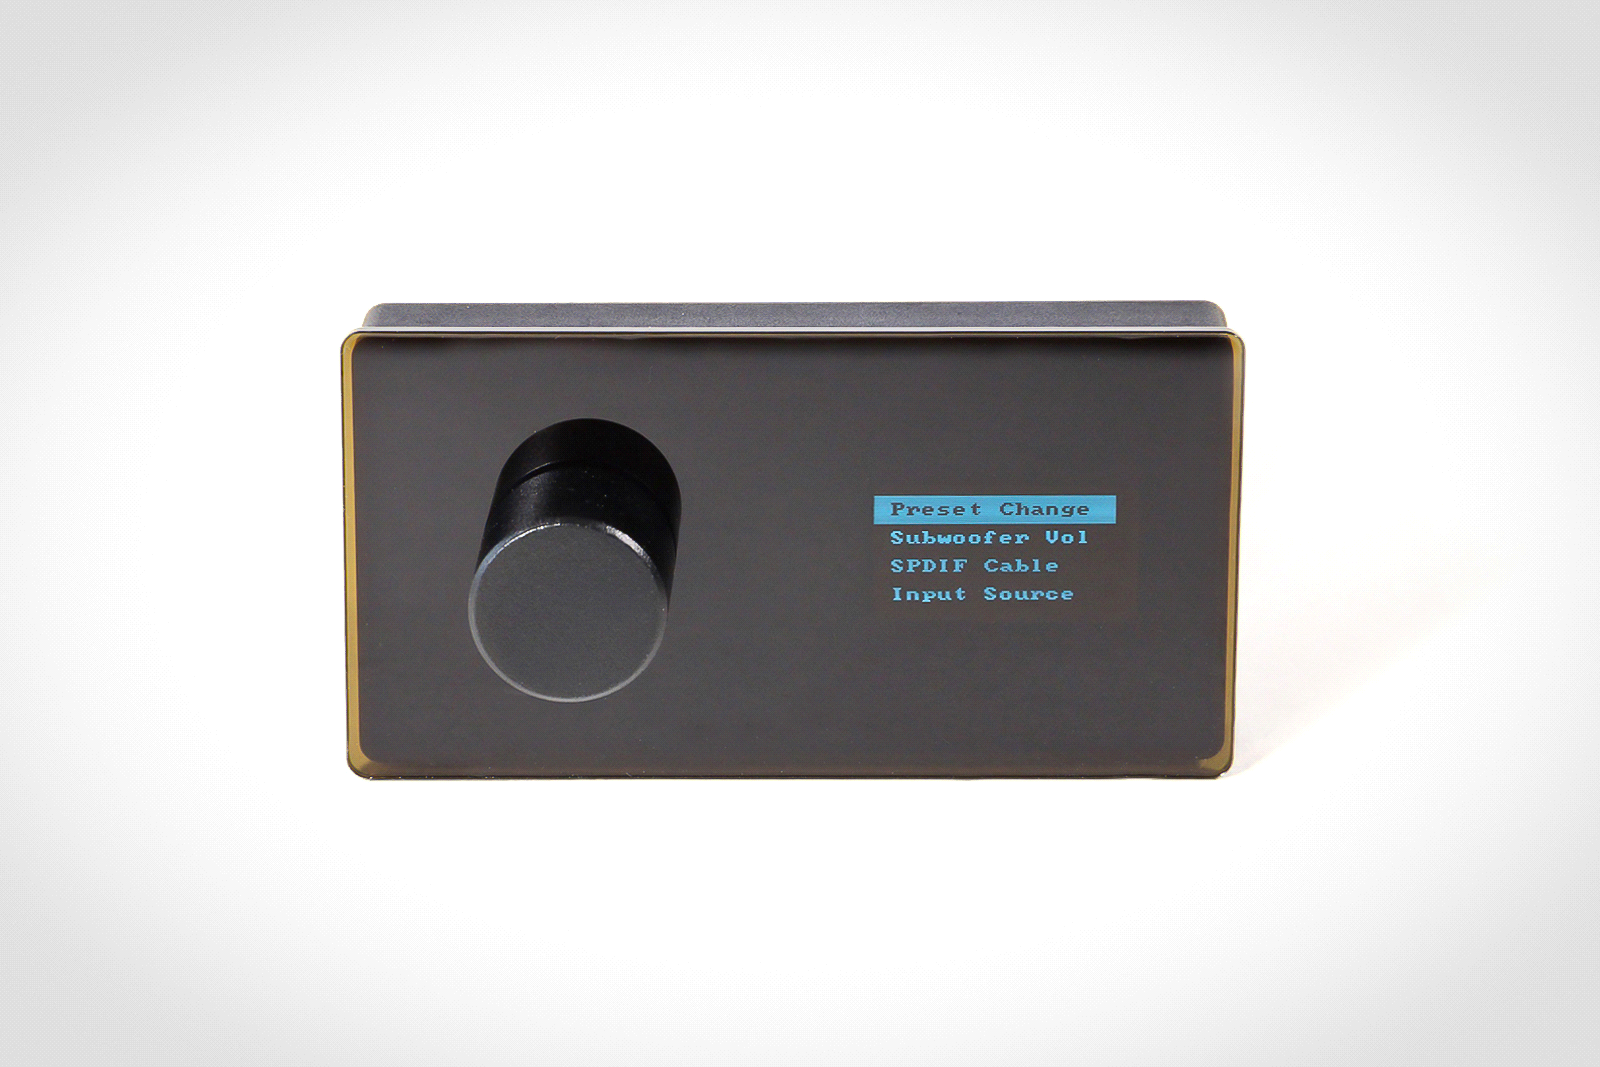 Preset Change
Subwoofer Vol
SPDIF Cable
Input Source